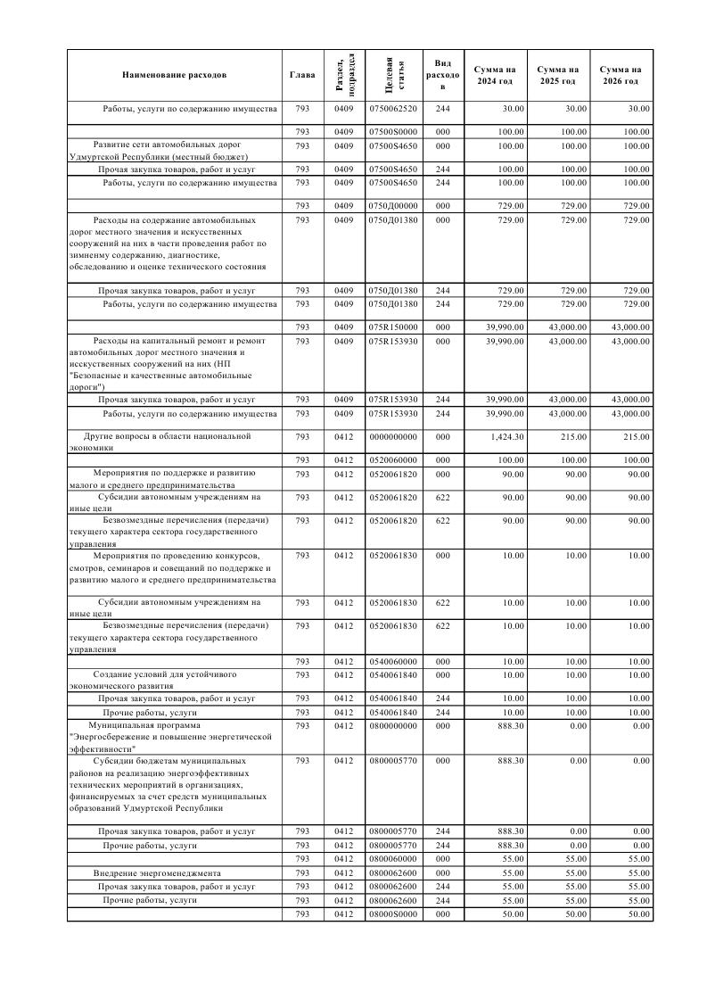 Наименование расходов Глава Раздел, подраздел Целевая статья Вид расходо в Сумма на 2024 год Сумма на 2025 год Сумма на 2026 год
Работы, услуги по содержанию имущества 793 0409 0750062520 244 30.00 30.00 30.00
793 0409 07500S0000 000 100.00 100.00 100.00
Развитие сети автомобильных дорог 793 0409 07500S4650 000 100.00 100.00 100.00
Удмуртской Республики (местный бюджет)
Прочая закупка товаров, работ и услуг 793 0409 07500S4650 244 100.00 100.00 100.00
Работы, услуги по содержанию имущества 793 0409 07500S4650 244 100.00 100.00 100.00
793 0409 0750Д00000 000 729.00 729.00 729.00
Расходы на содержание автомобильных 793 0409 0750Д01380 000 729.00 729.00 729.00
дорог местного значения и искусственных
сооружений на них в части проведения работ по
зимненму содержанию, диагностике,
обследованию и оценке технического состояния
Прочая закупка товаров, работ и услуг 793 0409 0750Д01380 244 729.00 729.00 729.00
Работы, услуги по содержанию имущества 793 0409 0750Д01380 244 729.00 729.00 729.00
793 0409 075R150000 000 39,990.00 43,000.00 43,000.00
Расходы на капитальный ремонт и ремонт 793 0409 075R153930 000 39,990.00 43,000.00 43,000.00
автомобильных дорог местного значения и
исскуственных сооружений на них (НП
"Безопасные и качественные автомобильные
дороги")
Прочая закупка товаров, работ и услуг 793 0409 075R153930 244 39,990.00 43,000.00 43,000.00
Работы, услуги по содержанию имущества 793 0409 075R153930 244 39,990.00 43,000.00 43,000.00
Другие вопросы в области национальной 793 0412 0000000000 000 1,424.30 215.00 215.00
экономики
793 0412 0520060000 000 100.00 100.00 100.00
Мероприятия по поддержке и развитию 793 0412 0520061820 000 90.00 90.00 90.00
малого и среднего предпринимательства
Субсидии автономным учреждениям на 793 0412 0520061820 622 90.00 90.00 90.00
иные цели
Безвозмездные перечисления (передачи) 793 0412 0520061820 622 90.00 90.00 90.00
текущего характера сектора государственного
управления
Мероприятия по проведению конкурсов, 793 0412 0520061830 000 10.00 10.00 10.00
смотров, семинаров и совещаний по поддержке и
развитию малого и среднего предпринимательства
Субсидии автономным учреждениям на 793 0412 0520061830 622 10.00 10.00 10.00
иные цели
Безвозмездные перечисления (передачи) 793 0412 0520061830 622 10.00 10.00 10.00
текущего характера сектора государственного
управления
793 0412 0540060000 000 10.00 10.00 10.00
Создание условий для устойчивого 793 0412 0540061840 000 10.00 10.00 10.00
экономического развития
Прочая закупка товаров, работ и услуг 793 0412 0540061840 244 10.00 10.00 10.00
Прочие работы, услуги 793 0412 0540061840 244 10.00 10.00 10.00
Муниципальная программа 793 0412 0800000000 000 888.30 0.00 0.00
"Энергосбережение и повышение энергетической
эффективности"
Субсидии бюджетам муниципальных 793 0412 0800005770 000 888.30 0.00 0.00
районов на реализацию энергоэффективных
технических мероприятий в организациях,
финансируемых за счет средств муниципальных
образований Удмуртской Республики
Прочая закупка товаров, работ и услуг 793 0412 0800005770 244 888.30 0.00 0.00
Прочие работы, услуги 793 0412 0800005770 244 888.30 0.00 0.00
793 0412 0800060000 000 55.00 55.00 55.00
Внедрение энергоменеджмента 793 0412 0800062600 000 55.00 55.00 55.00
Прочая закупка товаров, работ и услуг 793 0412 0800062600 244 55.00 55.00 55.00
Прочие работы, услуги 793 0412 0800062600 244 55.00 55.00 55.00
793 0412 08000S0000 000 50.00 50.00 50.00